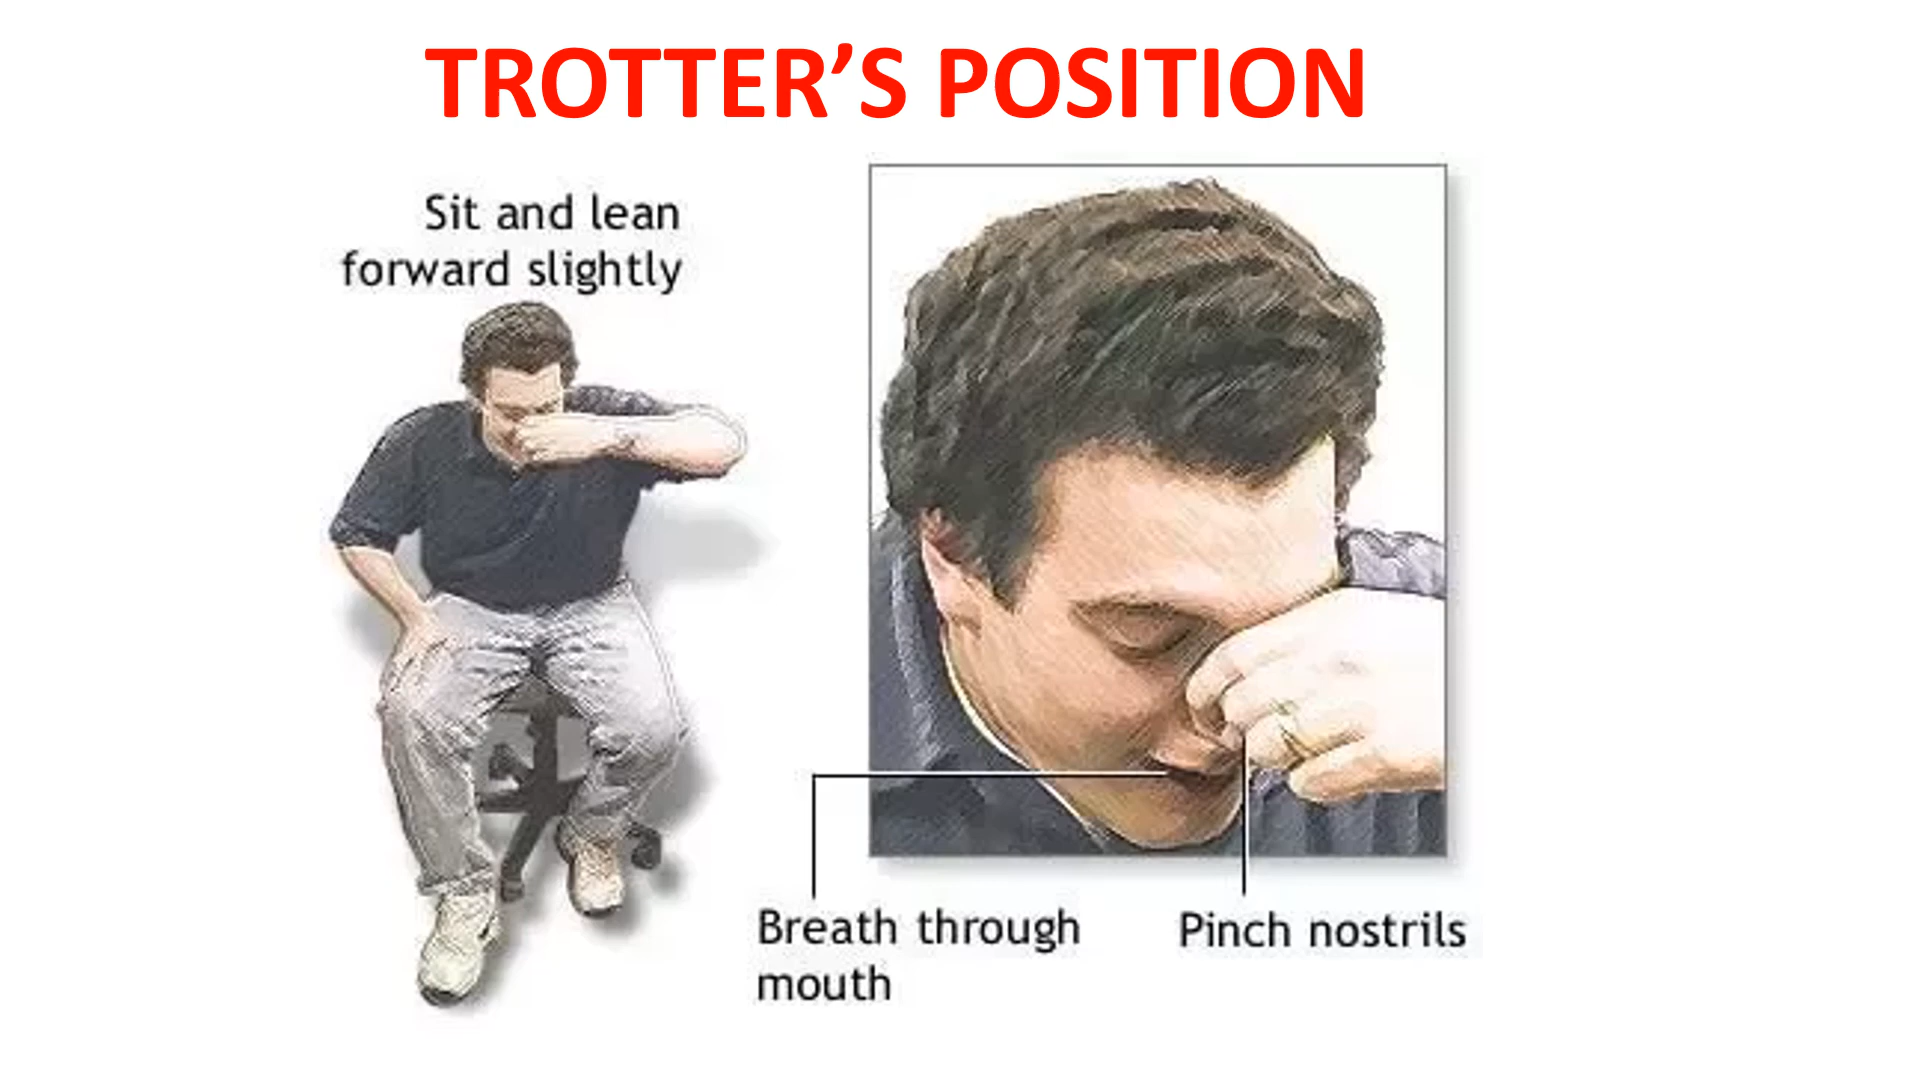 TROTTER’S POSITION
Sit and lean
forward slightly
Breath through
mouth
Pinch nostrils